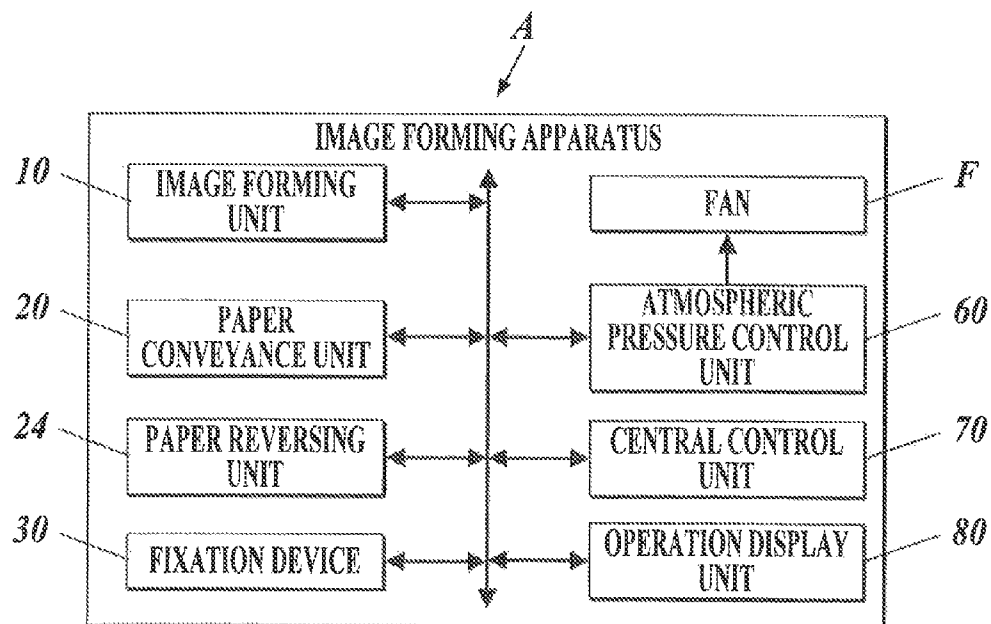 A
IMAGE FORMING APPARATUS
10
IMAGE FORMING
UNIT
F
FAN
20
PAPER
CONVEYANCE UNIT
ATMOSPHERIC
PRESSURE CONTROL
UNIT
60
24
PAPER REVERSING
UNIT
CENTRAL CONTROL
UNIT
70
30
FIXATION DEVICE
OPERATION DISPLAY
UNIT
80